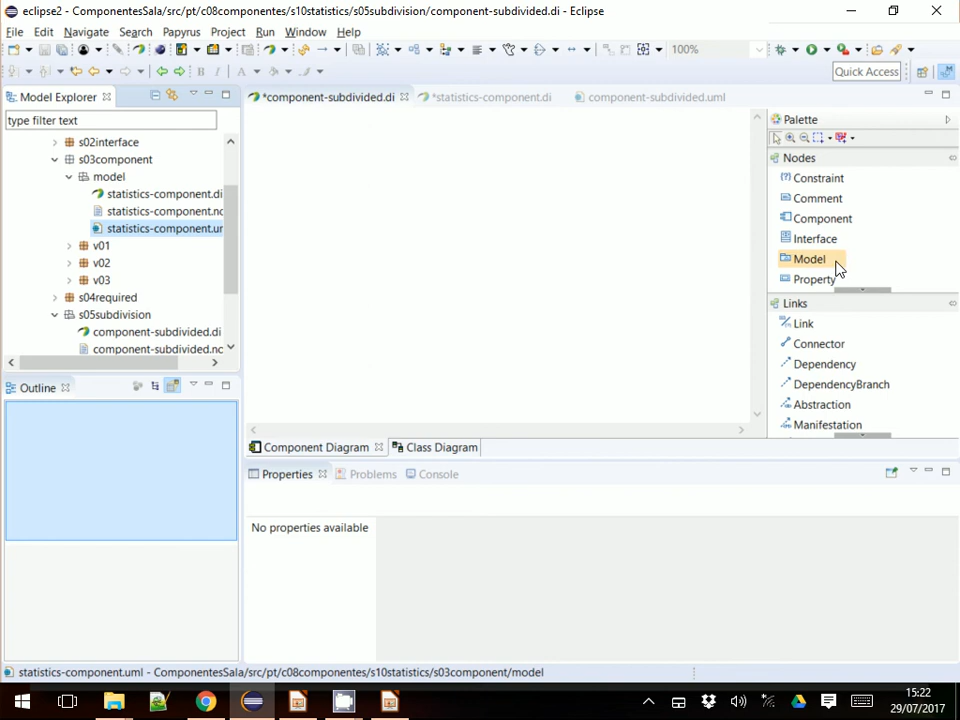 eclipse2 - ComponentesSala/src/pt/c08componentes/s10statistics/s05subdivision/component-subdivided.di - Eclipse
File Edit Navigate Search Papyrus Project Run Window Help
100%
Quick Access
Model Explorer
*component-subdivided.di
*statistics-component.di
component-subdivided.uml
type filter text
s02interface
s03component
model
statistics-component.di
statistics-component.nc
statistics-component.ur
v01
v02
v03
s04required
s05subdivision
component-subdivided.di
component-subdivided.nc
Palette
Nodes
Constraint
Comment
Component
Interface
Model
Property
Links
Link
Connector
Dependency
DependencyBranch
Abstraction
Manifestation
Outline
Component Diagram
Class Diagram
Properties
Problems
Console
No properties available
statistics-component.uml - ComponentesSala/src/pt/c08componentes/s10statistics/s03component/model
15:22
29/07/2017